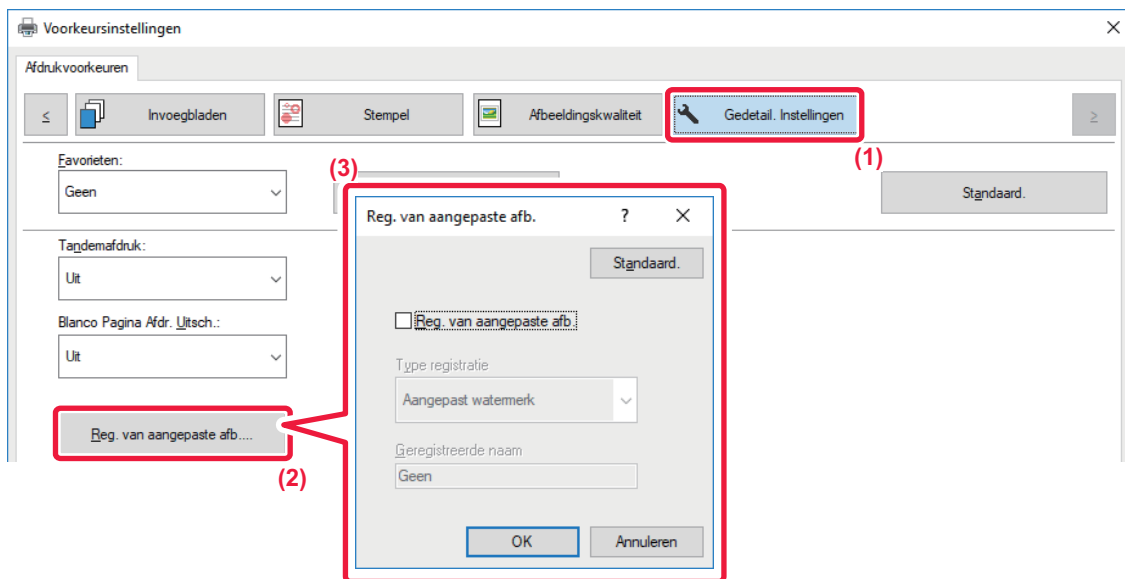 Voorkeursinstellingen
Afdrukvoorkeuren
< Invoegbladen Stempel Afbeeldingskwaliteit Gedetail. Instellingen >
(1)
Favorieten:
Geen
Standaard.
Tandemafdruk:
Uit
Blanco Pagina Afdr. Uitsch.:
Uit
Reg. van aangepaste afb....
(2)
(3)
Reg. van aangepaste afb. ?
Standaard.
Reg. van aangepaste afb.
Type registratie
Aangepast watermerk
Geregistreerde naam
Geen
OK Annuleren